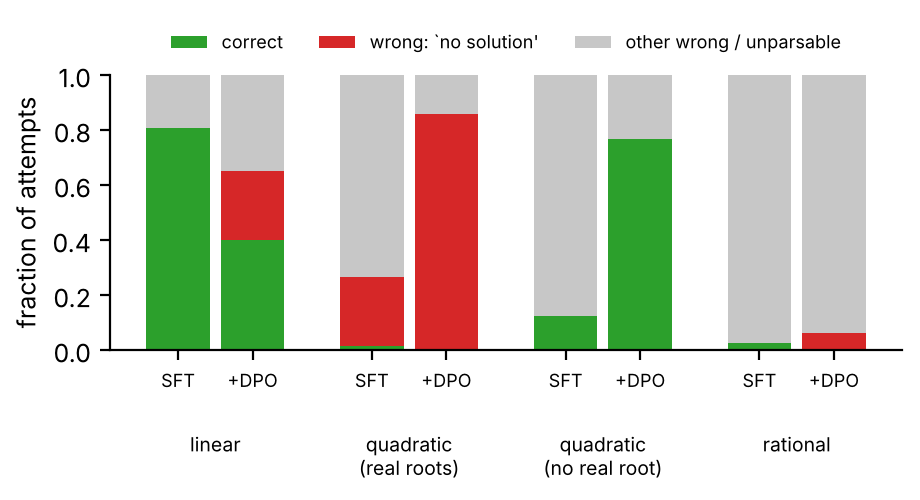 correct wrong: `no solution' other wrong / unparsable
fraction of attempts
1.0
0.8
0.6
0.4
0.2
0.0
SFT +DPO SFT +DPO SFT +DPO SFT +DPO
linear quadratic quadratic rational
(real roots) (no real root)